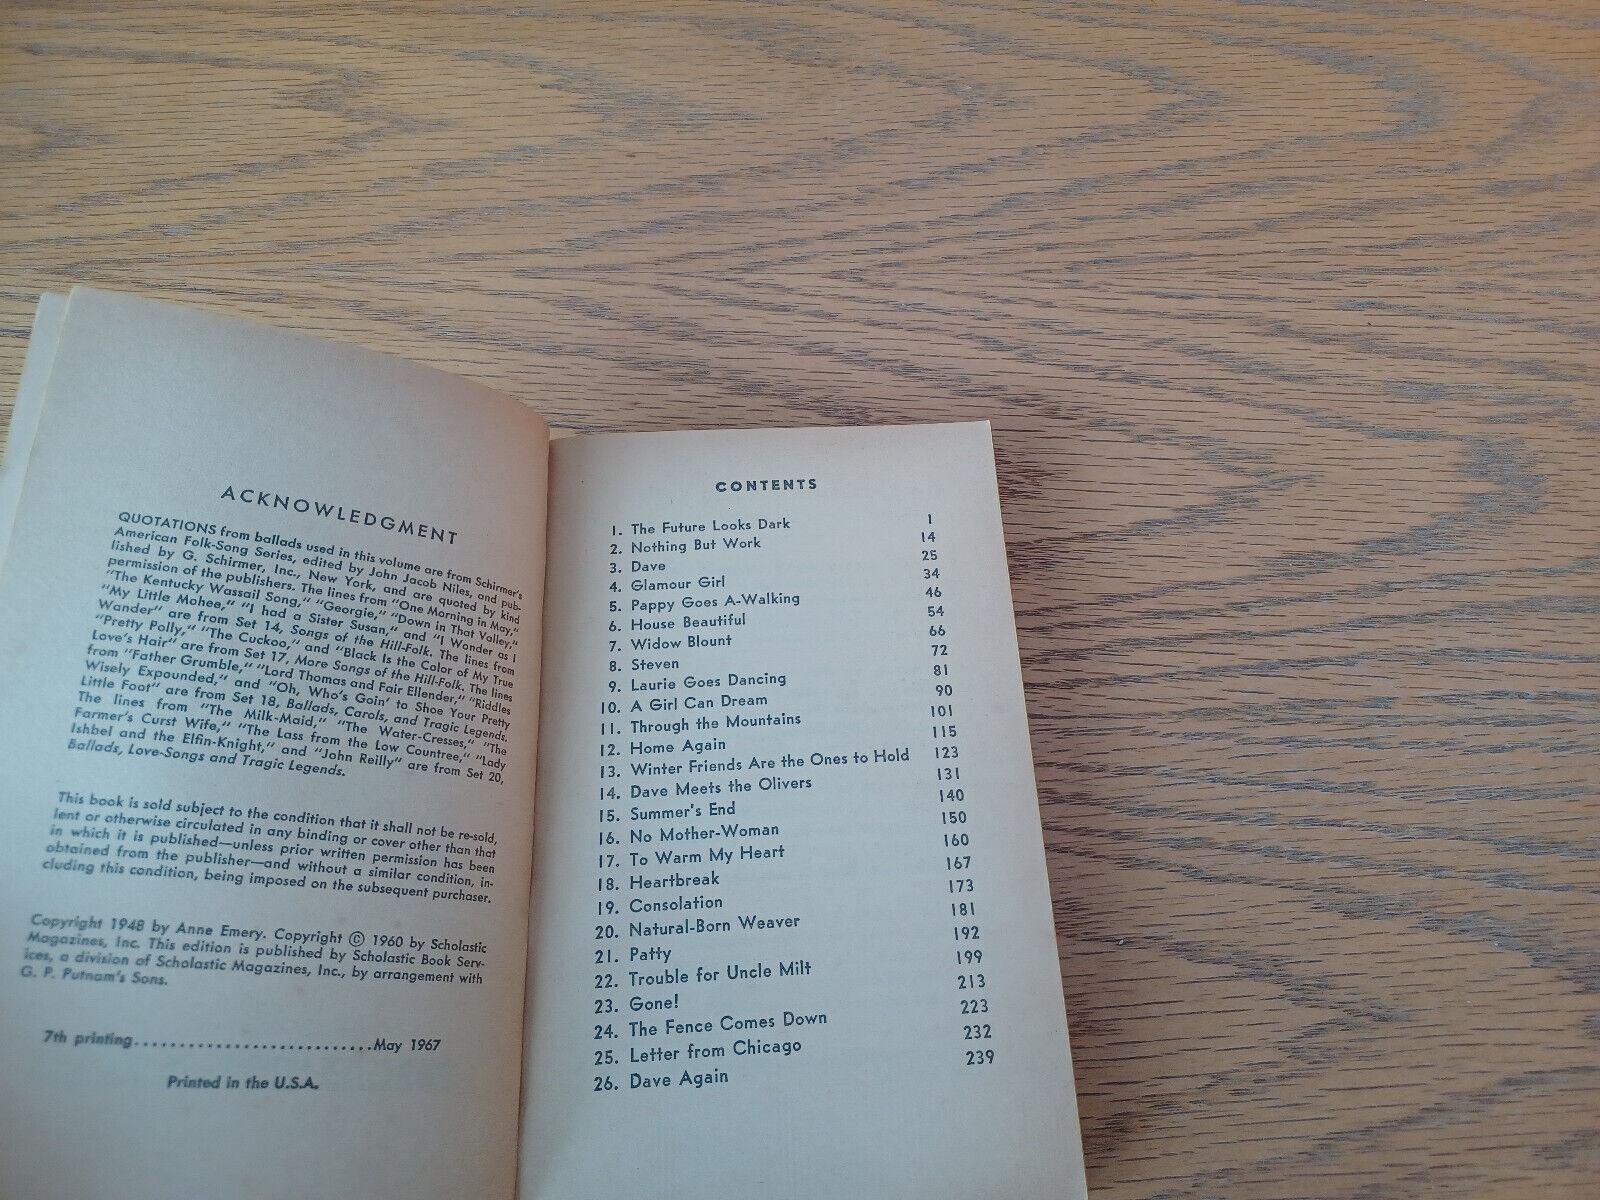 ACKNOWLEDGMENT
QUOTATIONS from ballads used in this volume are from Schirmer's
American Folk-Song Series, edited by John Jacob Niles, and pub-
lished by G. Schirmer, Inc., New York, and are quoted by kind
permission of the publishers. The lines from "One Morning in May,"
"The Kentucky Wassail Song," "Georgie," "Down in That Valley,"
"My Little Mohee," "I had a Sister Susan," and "I Wonder as I
Wander" are from Set 14, Songs of the Hill-Folk. The lines from
"Pretty Polly," "The Cuckoo," and "Black Is the Color of My True
Love's Hair" are from Set 17, More Songs of the Hill-Folk. The lines
from "Father Grumble," "Lord Thomas and Fair Ellender," "Riddles
Wisely Expounded," and "Oh, Who's Goin' to Shoe Your Pretty
Little Foot" are from Set 18, Ballads, Carols, and Tragic Legends.
The lines from "The Milk-Maid," "The Water-Cresses," "The
Farmer's Curst Wife," "The Lass from the Low Countree," "Lady
Ishbel and the Elfin-Knight," and "John Reilly" are from Set 20,
Ballads, Love-Songs and Tragic Legends.
This book is sold subject to the condition that it shall not be re-sold,
lent or otherwise circulated in any binding or cover other than that
in which it is published—unless prior written permission has been
obtained from the publisher—and without a similar condition, in-
cluding this condition, being imposed on the subsequent purchaser.
Copyright 1948 by Anne Emery. Copyright © 1960 by Scholastic
Magazines, Inc. This edition is published by Scholastic Book Serv-
ices, a division of Scholastic Magazines, Inc., by arrangement with
G. P. Putnam's Sons.
7th printing...........................May 1967
Printed in the U.S.A.
CONTENTS
1. The Future Looks Dark 1
2. Nothing But Work 14
3. Dave 25
4. Glamour Girl 34
5. Pappy Goes A-Walking 46
6. House Beautiful 54
7. Widow Blount 66
8. Steven 72
9. Laurie Goes Dancing 81
10. A Girl Can Dream 90
11. Through the Mountains 101
12. Home Again 115
13. Winter Friends Are the Ones to Hold 123
14. Dave Meets the Olivers 131
15. Summer's End 140
16. No Mother-Woman 150
17. To Warm My Heart 160
18. Heartbreak 167
19. Consolation 173
20. Natural-Born Weaver 181
21. Patty 192
22. Trouble for Uncle Milt 199
23. Gone! 213
24. The Fence Comes Down 223
25. Letter from Chicago 232
26. Dave Again 239